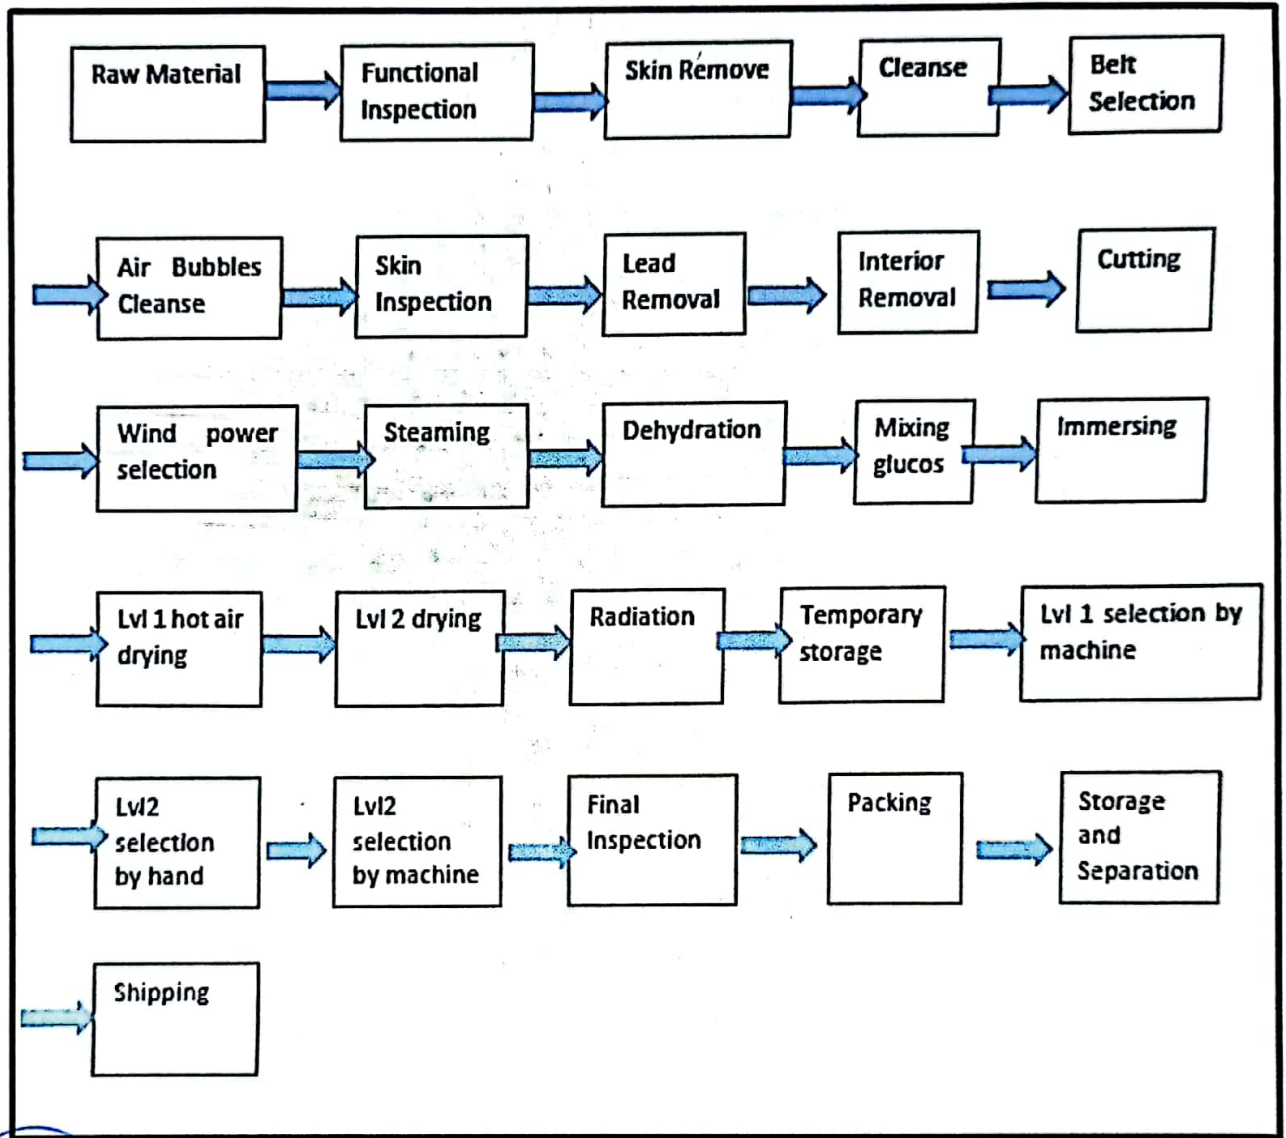 Raw Material
Functional
Inspection
Skin Remove
Cleanse
Belt
Selection
Air Bubbles
Cleanse
Skin
Inspection
Lead
Removal
Interior
Removal
Cutting
Wind power
selection
Steaming
Dehydration
Mixing
glucos
Immersing
Lvl 1 hot air
drying
Lvl 2 drying
Radiation
Temporary
storage
Lvl 1 selection by
machine
Lvl2
selection
by hand
Lvl2
selection
by machine
Final
Inspection
Packing
Storage
and
Separation
Shipping